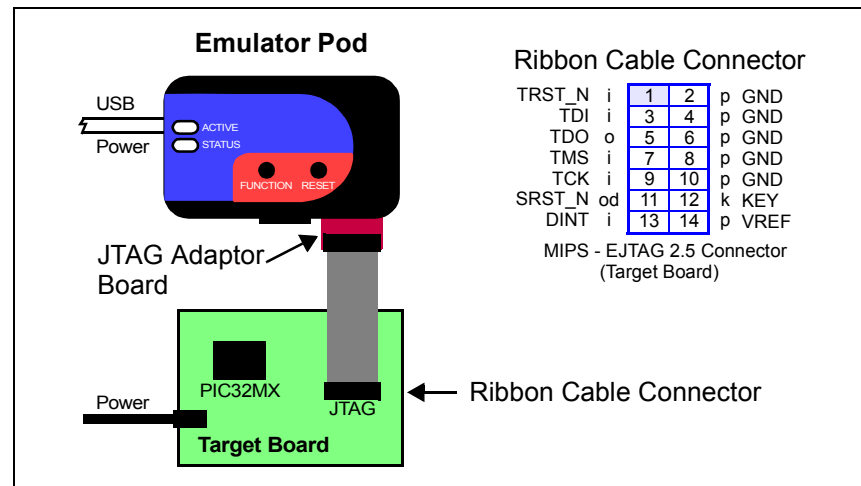 Emulator Pod
USB
Power
ACTIVE
STATUS
FUNCTION RESET
JTAG Adaptor
Board
PIC32MX
JTAG
Power
Target Board
Ribbon Cable Connector
Ribbon Cable Connector
TRST_N i 1 2 p GND
TDI i 3 4 p GND
TDO o 5 6 p GND
TMS i 7 8 p GND
TCK i 9 10 p GND
SRST_N od 11 12 k KEY
DINT i 13 14 p VREF
MIPS - EJTAG 2.5 Connector
(Target Board)